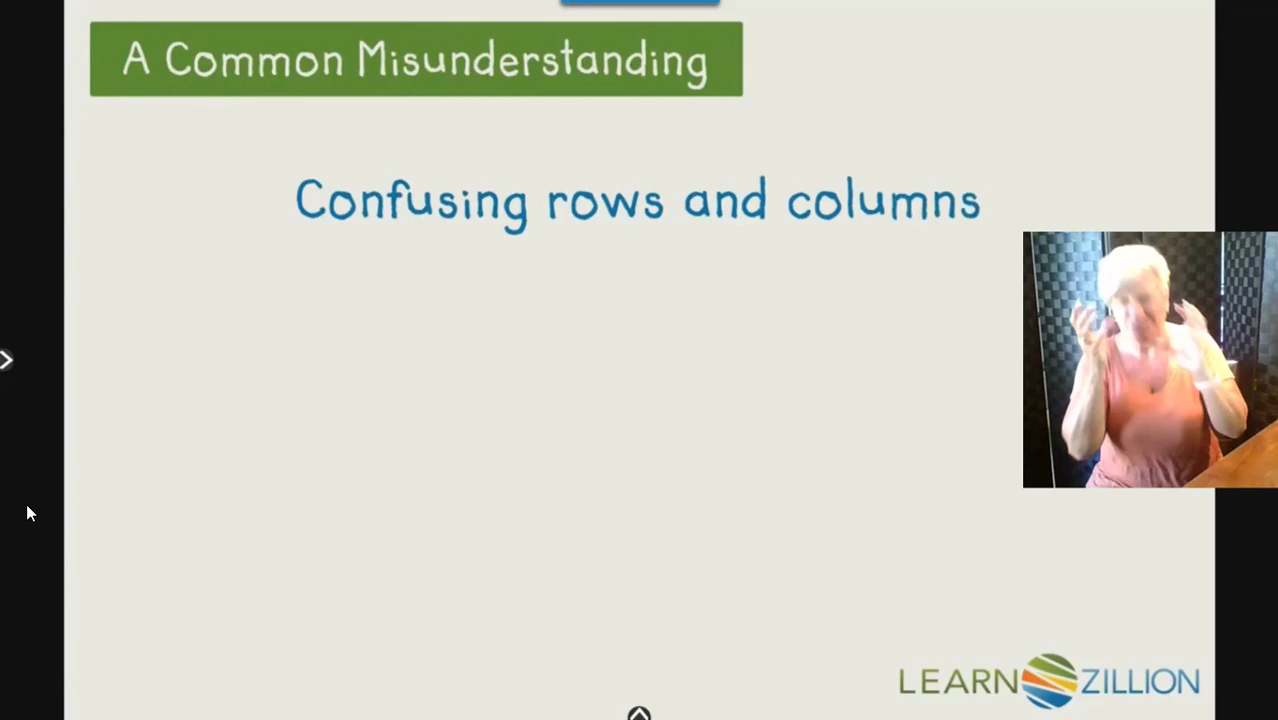 A Common Misunderstanding
Confusing rows and columns
LEARN ZILLION